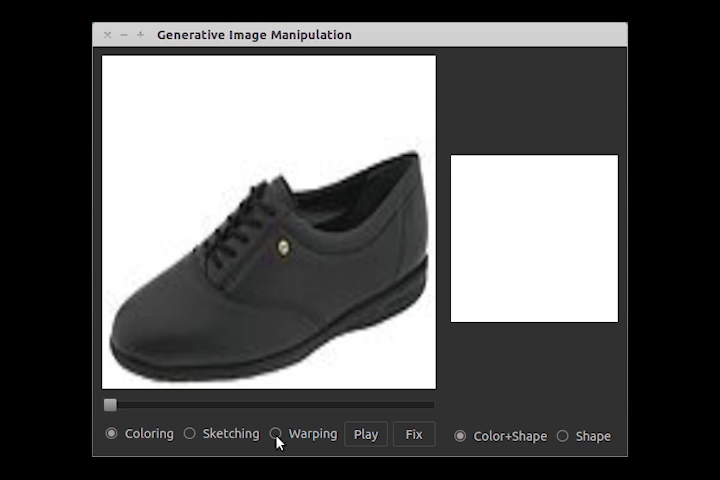 Generative Image Manipulation
Coloring Sketching Warping Play Fix
Color+Shape Shape